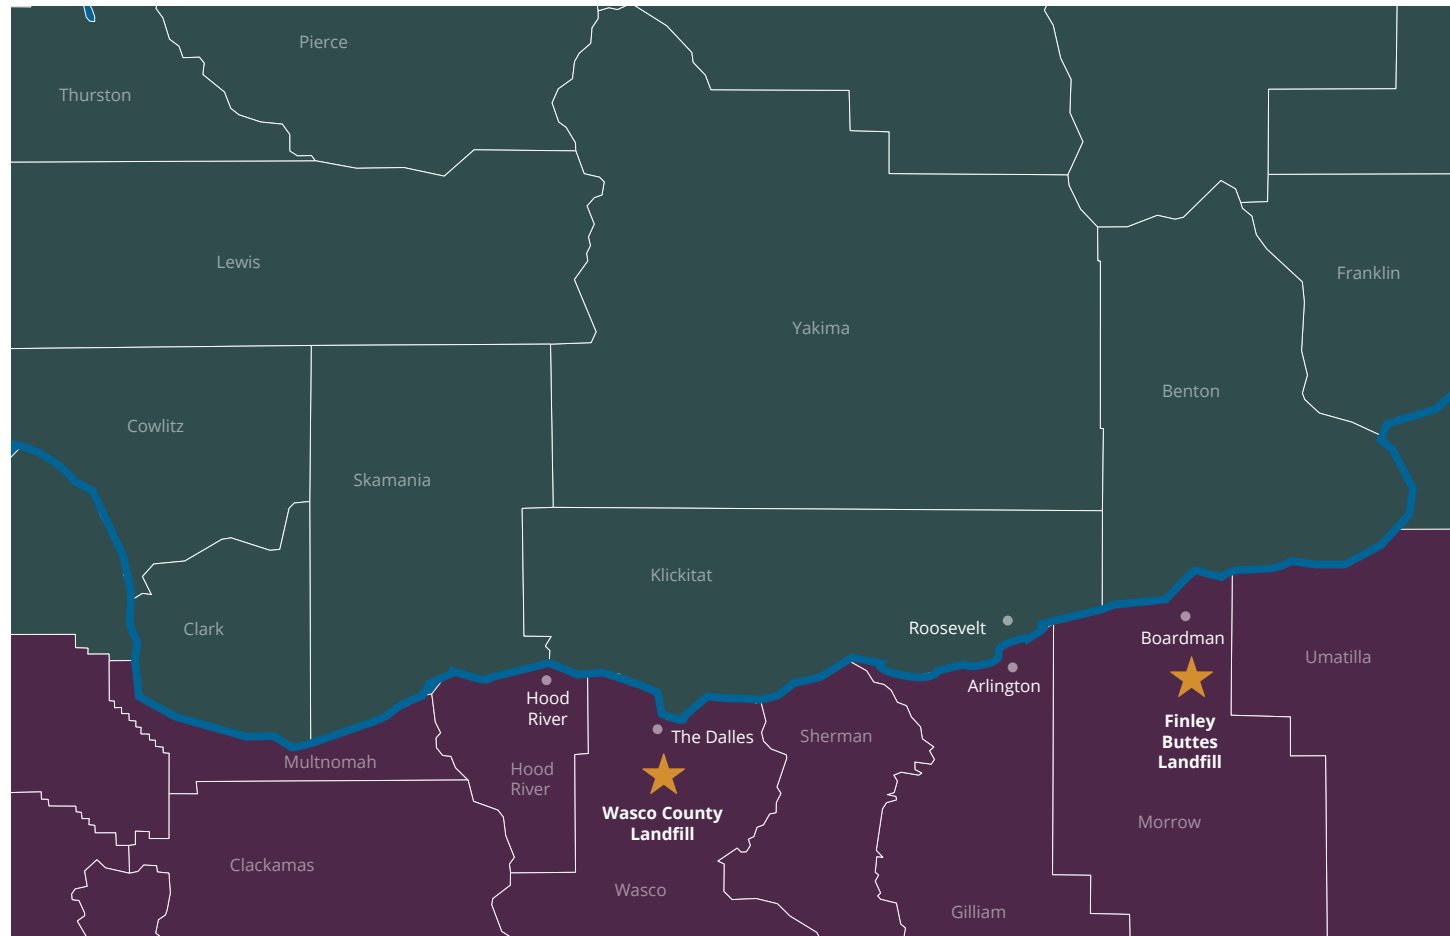 Pierce
Thurston
Lewis
Franklin
Yakima
Benton
Cowlitz
Skamania
Klickitat
Clark
Roosevelt
Boardman
Umatilla
Arlington
Hood
River
Finley
Buttes
Landfill
The Dalles
Sherman
Multnomah
Hood
River
Wasco County
Landfill
Morrow
Clackamas
Wasco
Gilliam